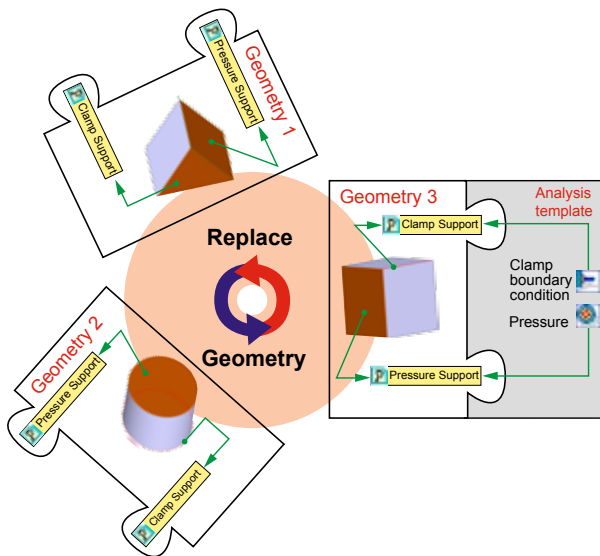 Pressure Support
Clamp Support
Geometry 1
Geometry 3
Analysis
template
Clamp Support
Replace
Geometry
Clamp
boundary
condition
Pressure
Pressure Support
Geometry 2
Pressure Support
Clamp Support